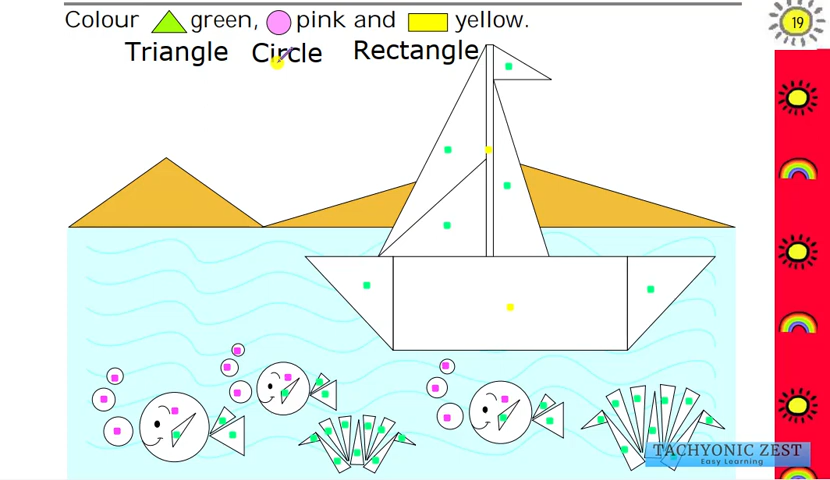 Colour green, pink and yellow.
Triangle Circle Rectangle
19
TACHYONIC ZEST
Easy Learning